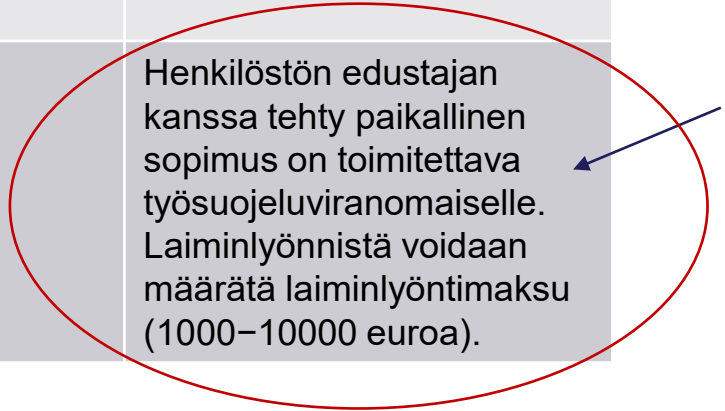 Henkilöstön edustajan
kanssa tehty paikallinen
sopimus on toimitettava
työsuojeluviranomaiselle.
Laiminlyönnistä voidaan
määrätä laiminlyöntimaksu
(1000−10000 euroa).